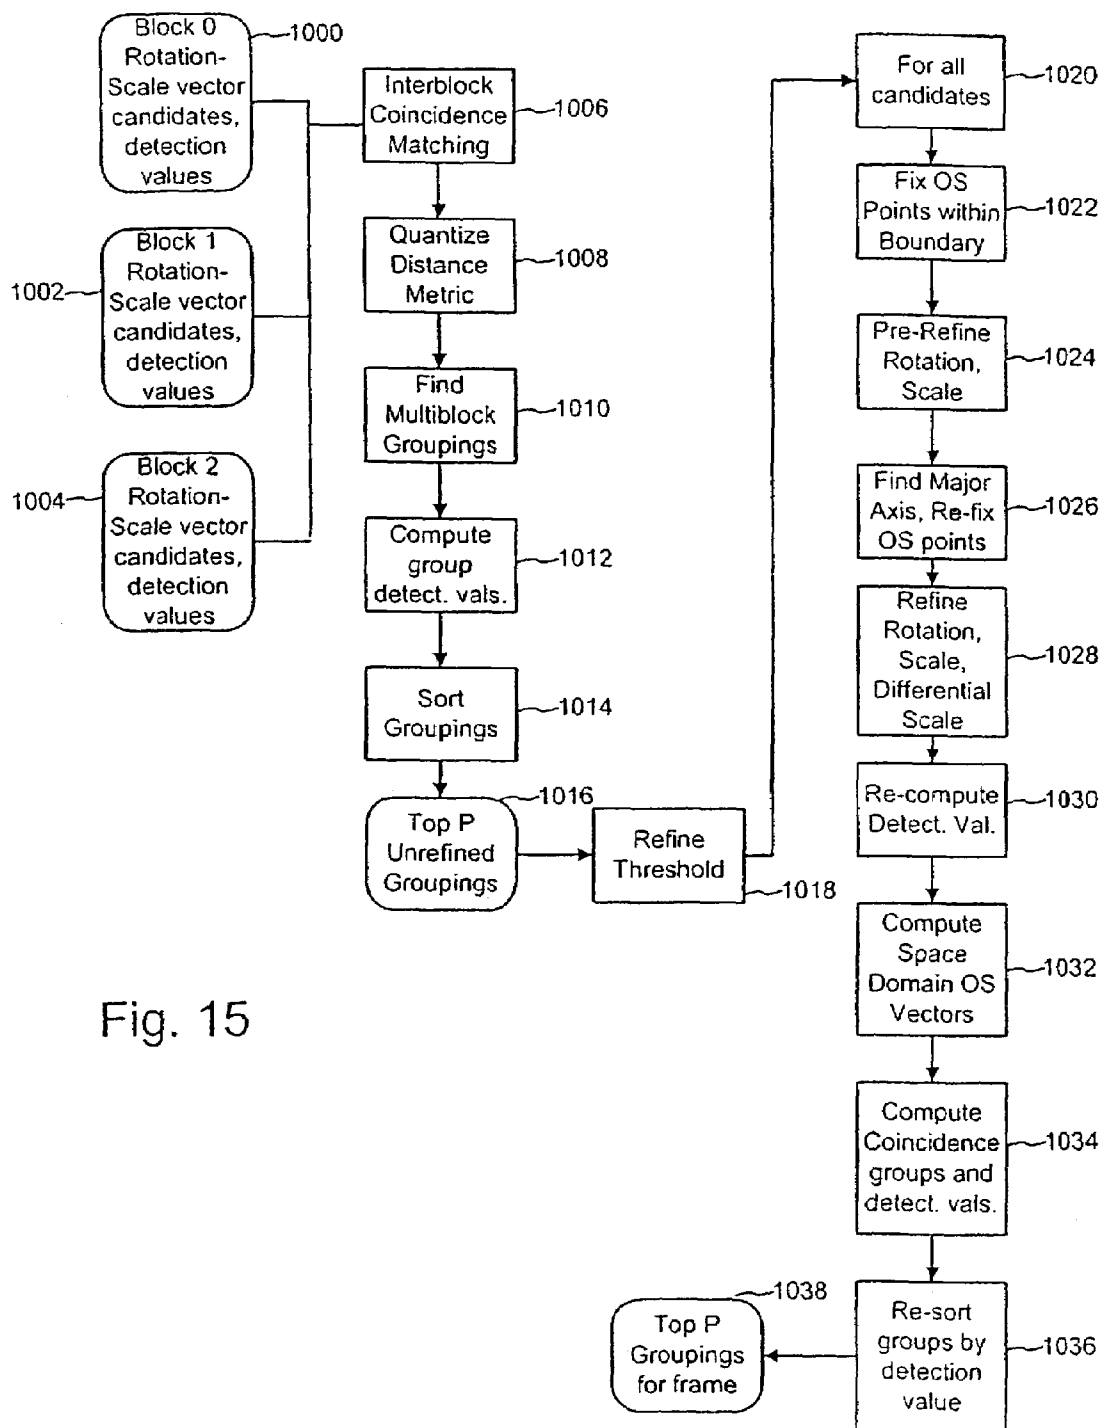 Block 0
Rotation-
Scale vector
candidates,
detection
values
1000
Block 1
Rotation-
Scale vector
candidates,
detection
values
1002
Block 2
Rotation-
Scale vector
candidates,
detection
values
1004
Interblock
Coincidence
Matching
1006
Quantize
Distance
Metric
1008
Find
Multiblock
Groupings
1010
Compute
group
detect. vals.
1012
Sort
Groupings
1014
Top P
Unrefined
Groupings
1016
Refine
Threshold
1018
For all
candidates
1020
Fix OS
Points within
Boundary
1022
Pre-Refine
Rotation,
Scale
1024
Find Major
Axis, Re-fix
OS points
1026
Refine
Rotation,
Scale,
Differential
Scale
1028
Re-compute
Detect. Val.
1030
Compute
Space
Domain OS
Vectors
1032
Compute
Coincidence
groups and
detect. vals.
1034
Re-sort
groups by
detection
value
1036
Top P
Groupings
for frame
1038
Fig. 15